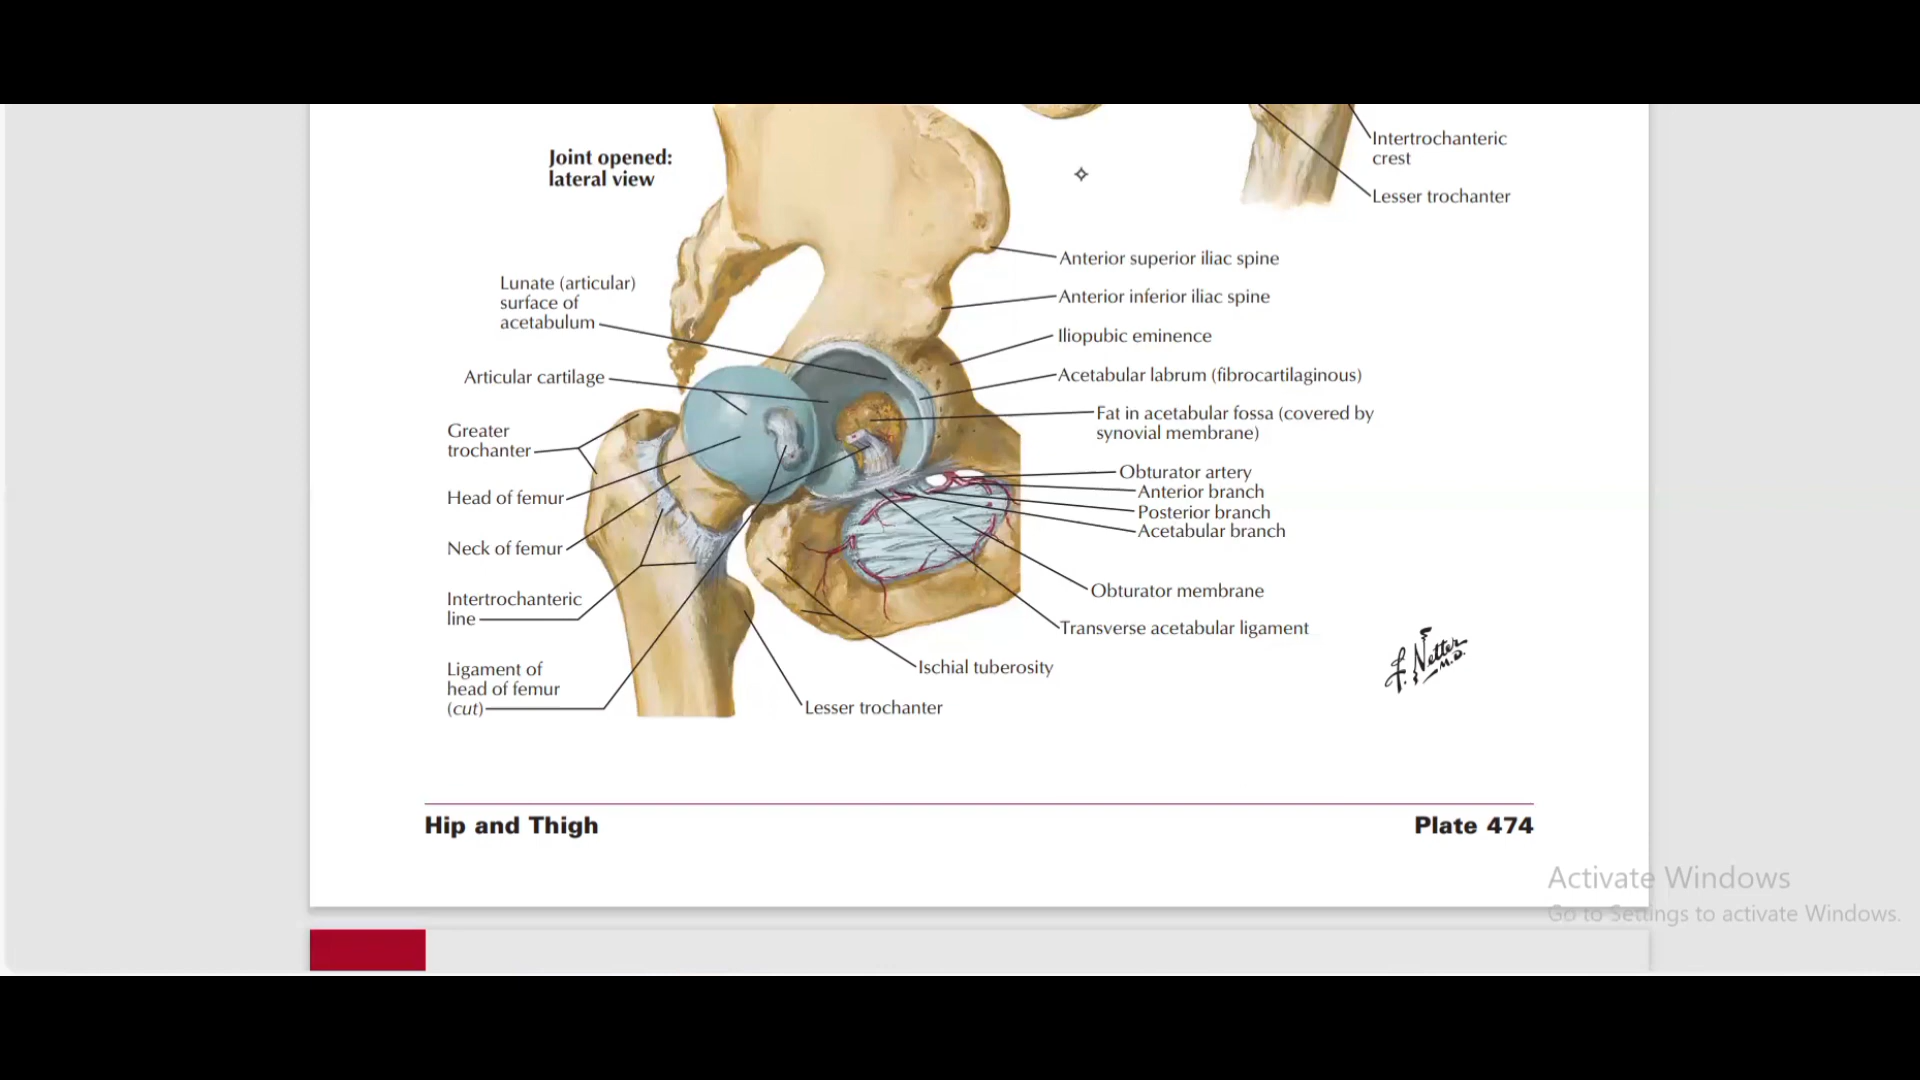 Joint opened:
lateral view
Intertrochanteric
crest
Lesser trochanter
Lunate (articular)
surface of
acetabulum
Articular cartilage
Greater
trochanter
Head of femur
Neck of femur
Intertrochanteric
line
Ligament of
head of femur
(cut)
Anterior superior iliac spine
Anterior inferior iliac spine
Iliopubic eminence
Acetabular labrum (fibrocartilaginous)
Fat in acetabular fossa (covered by
synovial membrane)
Obturator artery
Anterior branch
Posterior branch
Acetabular branch
Obturator membrane
Transverse acetabular ligament
Ischial tuberosity
Lesser trochanter
F. Netter
M.D.
Hip and Thigh
Plate 474
Activate Windows
Go to Settings to activate Windows.